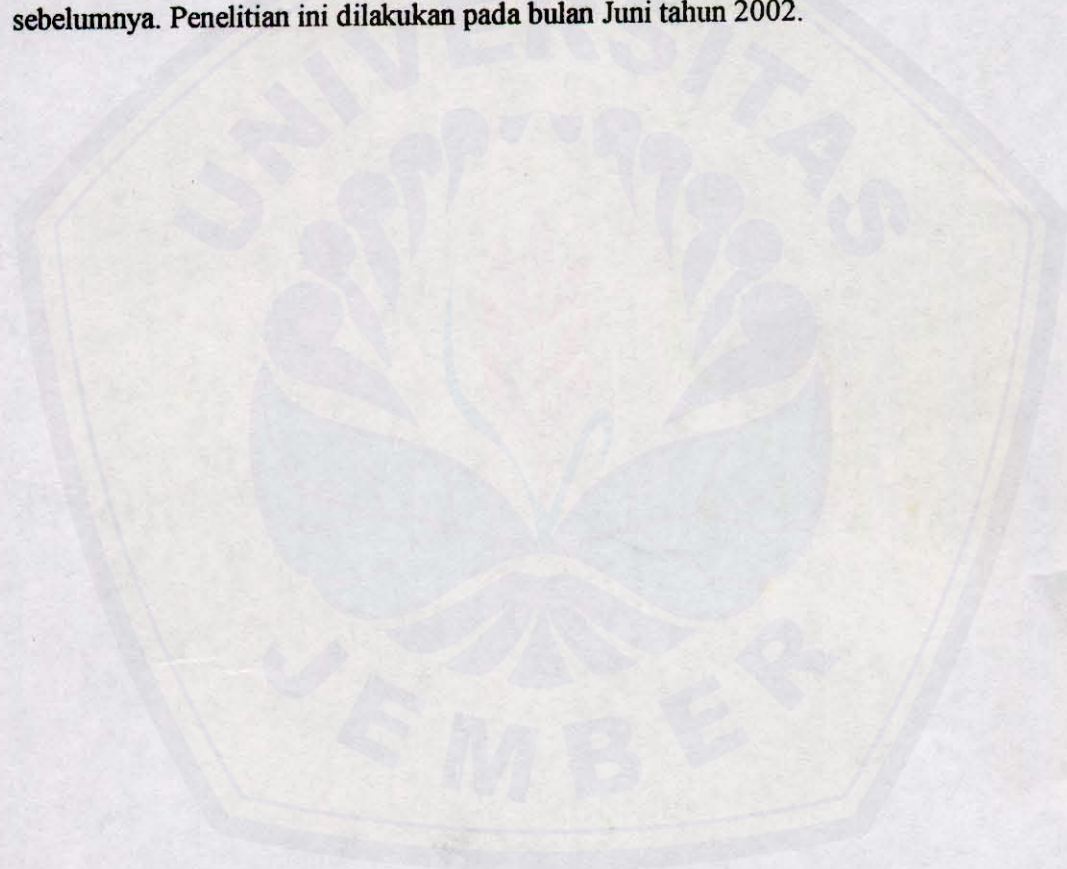 sebelumnya. Penelitian ini dilakukan pada bulan Juni tahun 2002.
UNIVERSITAS
JEMBER